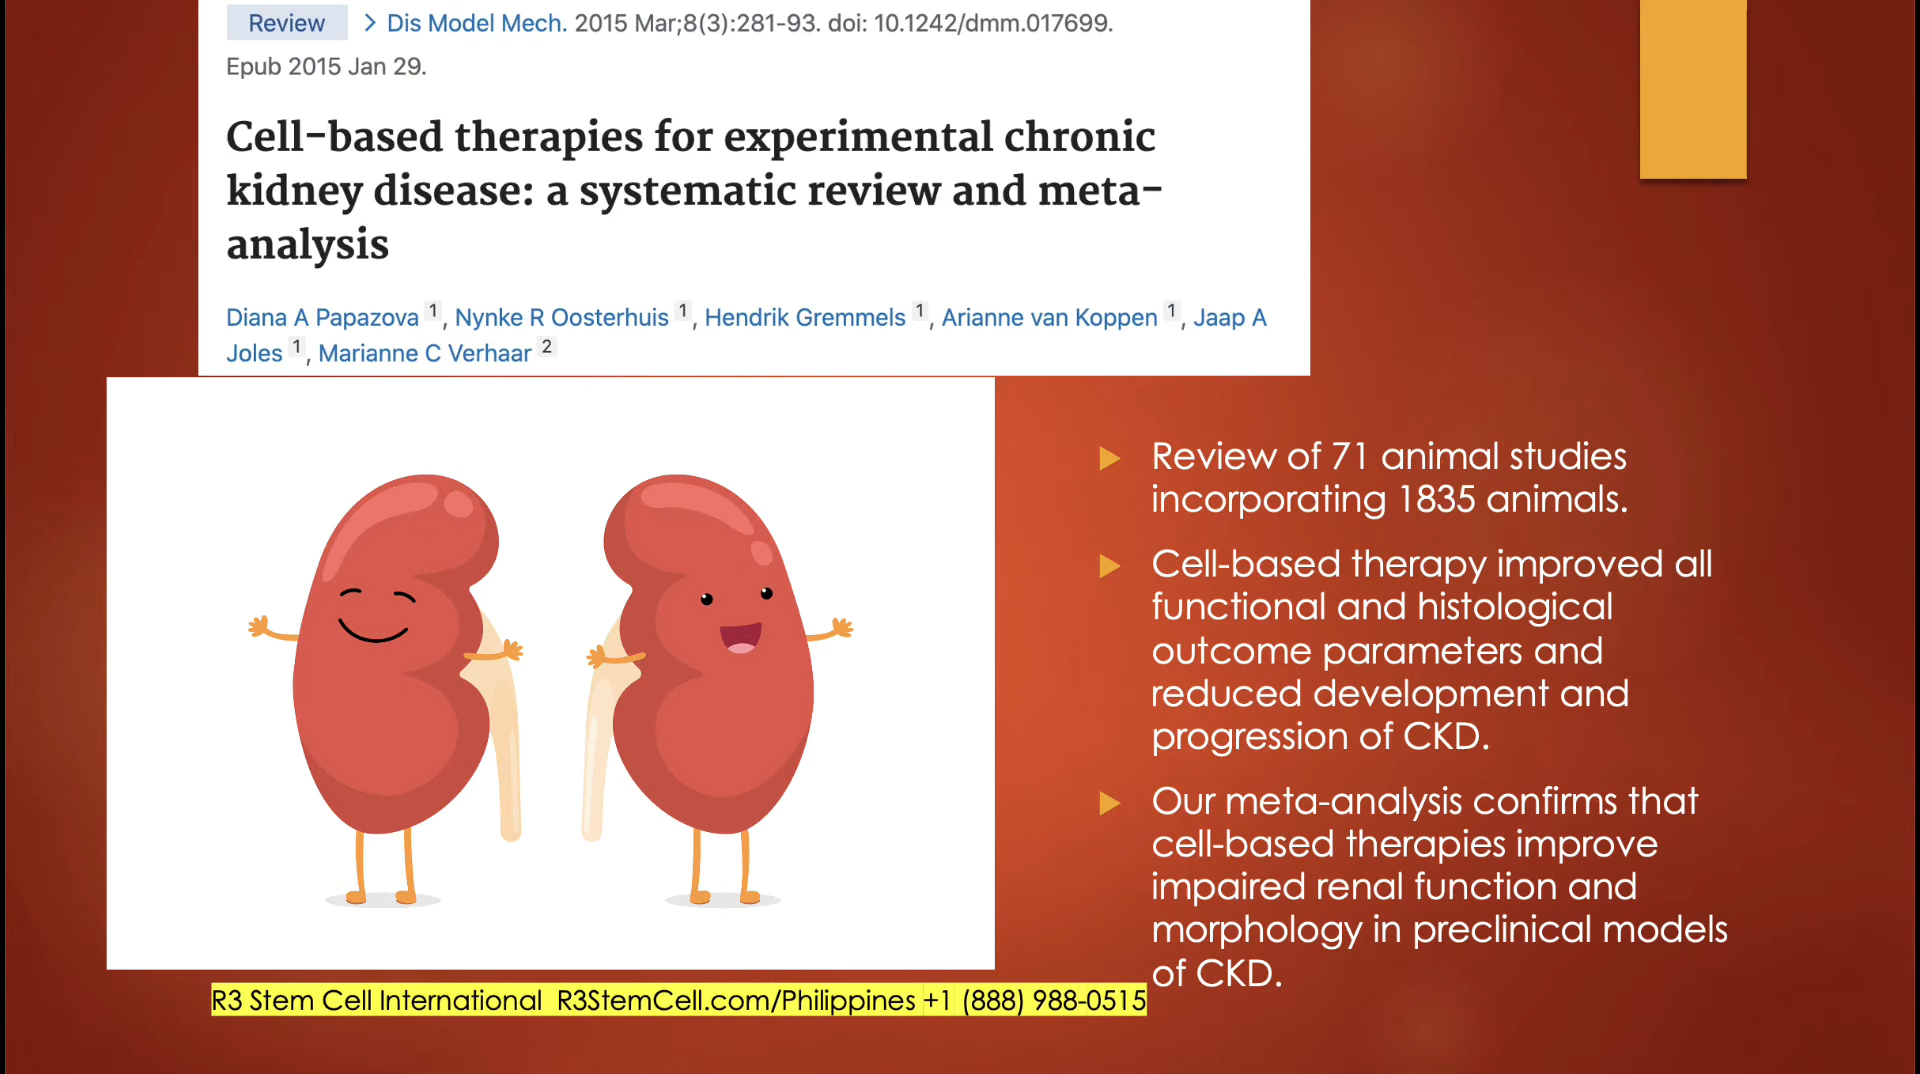 Review > Dis Model Mech. 2015 Mar;8(3):281-93. doi: 10.1242/dmm.017699.
Epub 2015 Jan 29.
Cell-based therapies for experimental chronic
kidney disease: a systematic review and meta-
analysis
Diana A Papazova 1, Nynke R Oosterhuis 1, Hendrik Gremmels 1, Arianne van Koppen 1, Jaap A
Joles 1, Marianne C Verhaar 2
Review of 71 animal studies
incorporating 1835 animals.
Cell-based therapy improved all
functional and histological
outcome parameters and
reduced development and
progression of CKD.
Our meta-analysis confirms that
cell-based therapies improve
impaired renal function and
morphology in preclinical models
of CKD.
R3 Stem Cell International R3StemCell.com/Philippines +1 (888) 988-0515